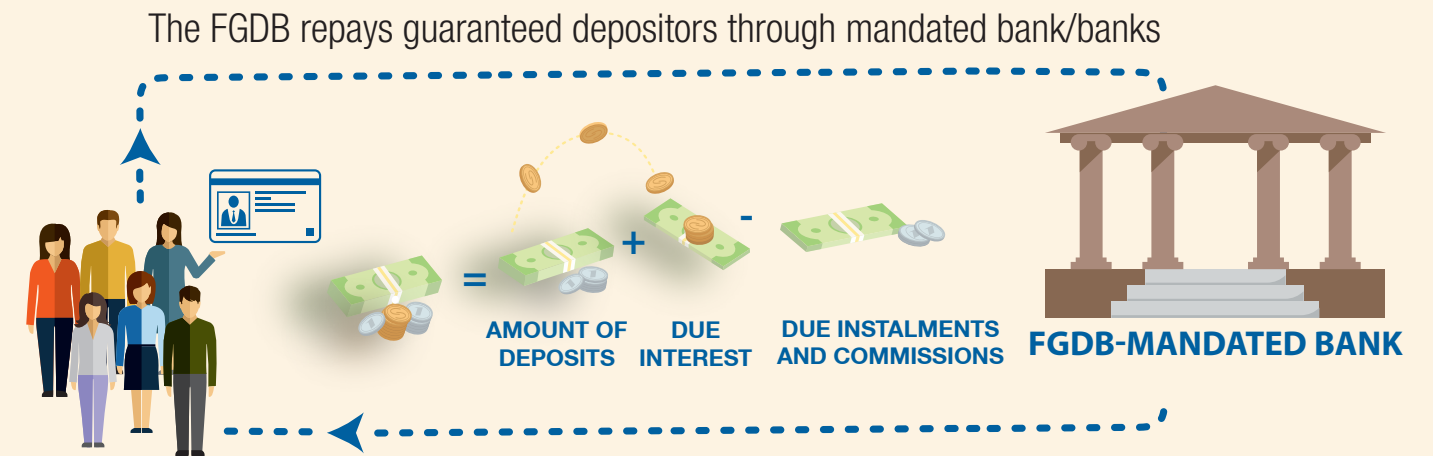 The FGDB repays guaranteed depositors through mandated bank/banks
= + -
AMOUNT OF
DEPOSITS
DUE
INTEREST
DUE INSTALMENTS
AND COMMISSIONS
FGDB-MANDATED BANK